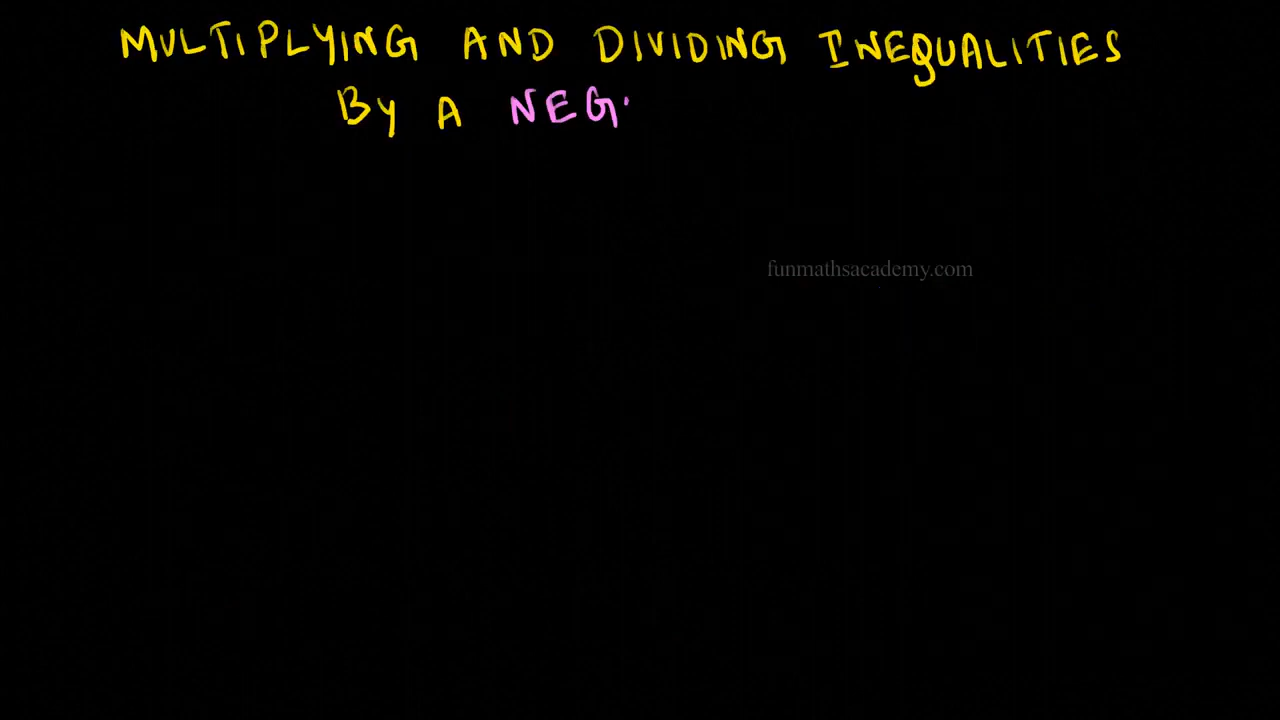 MULTIPLYING AND DIVIDING INEQUALITIES
BY A NEG
funmathsacademy.com